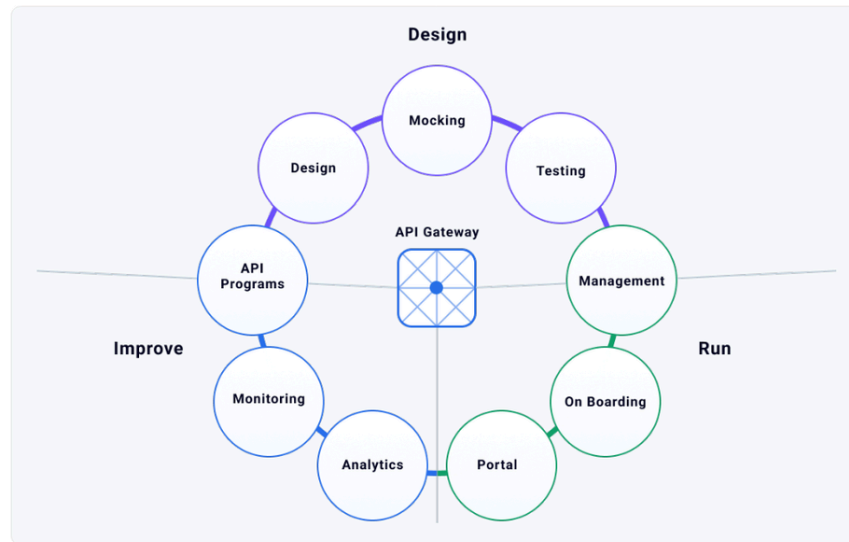 Design
Mocking
Design
Testing
API Gateway
API
Programs
Management
Improve
Run
Monitoring
On Boarding
Analytics
Portal